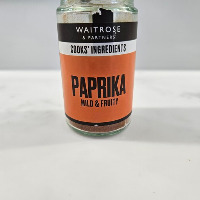 WAITROSE
& PARTNERS
COOKS' INGREDIENTS
PAPRIKA
MILD & FRUITY